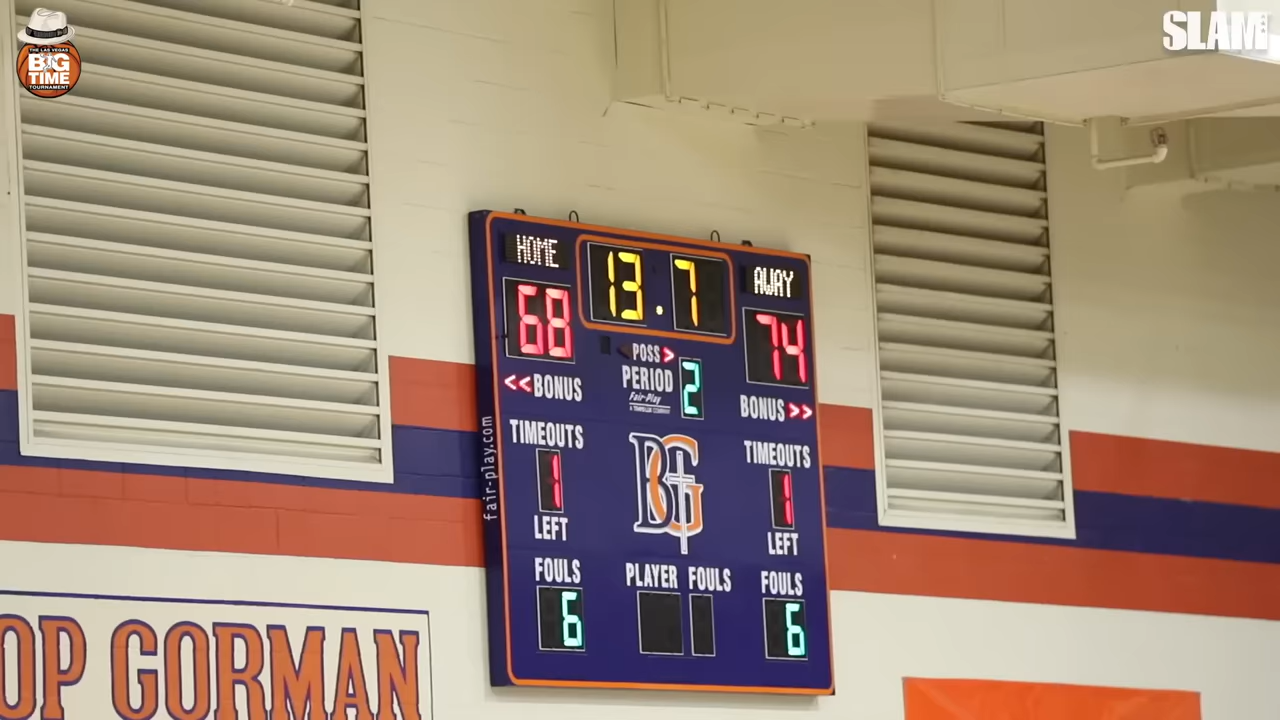 THE LAS VEGAS
BIG
TIME
TOURNAMENT
SLAM
HOME
13.7
AWAY
68
74
POSS >
<< BONUS
PERIOD
2
BONUS >>
Fair-Play
fair-play.com
TIMEOUTS
TIMEOUTS
1
1
BG
LEFT
LEFT
FOULS
PLAYER FOULS
FOULS
6
6
OP GORMAN